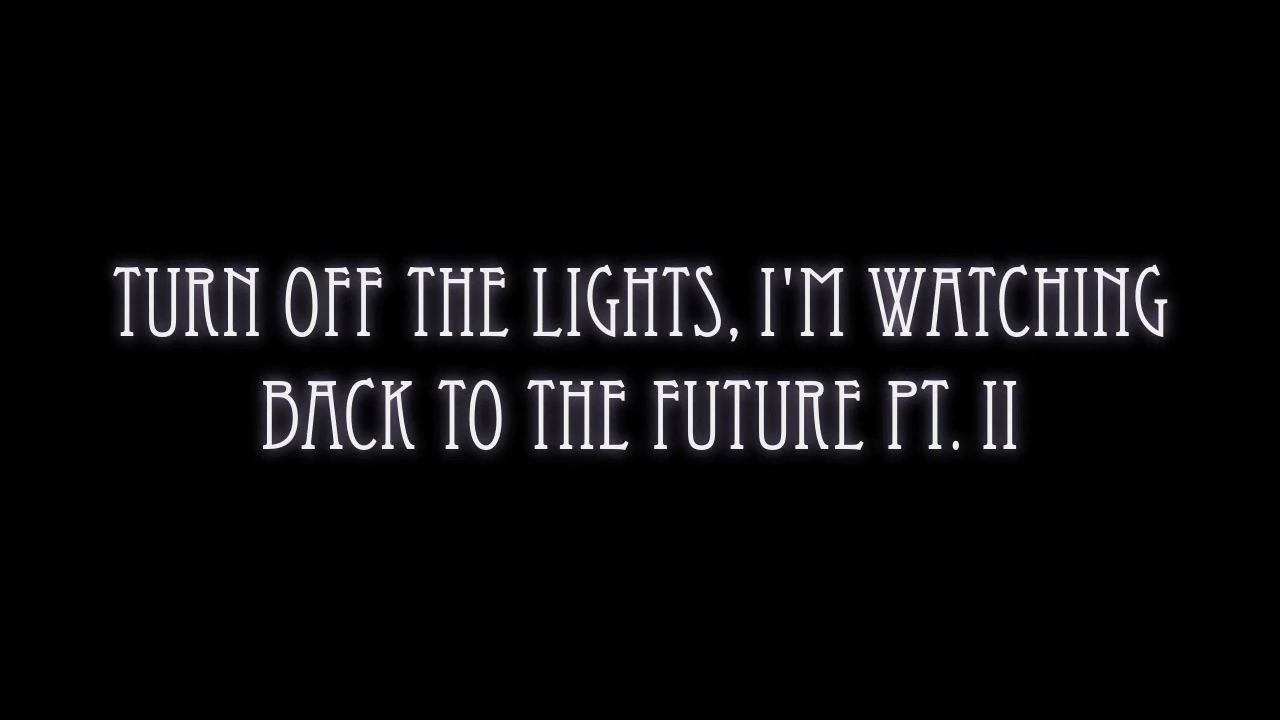 TURN OFF THE LIGHTS, I'M WATCHING
BACK TO THE FUTURE PT. II